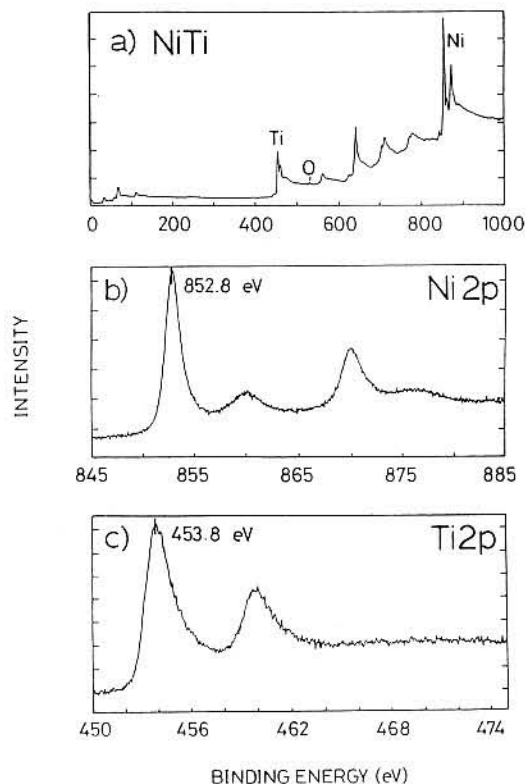 a) NiTi
Ni
Ti
O
0 200 400 600 800 1000
b) 852.8 eV Ni 2p
INTENSITY
845 855 865 875 885
c) 453.8 eV Ti2p
450 456 462 468 474
BINDING ENERGY (eV)